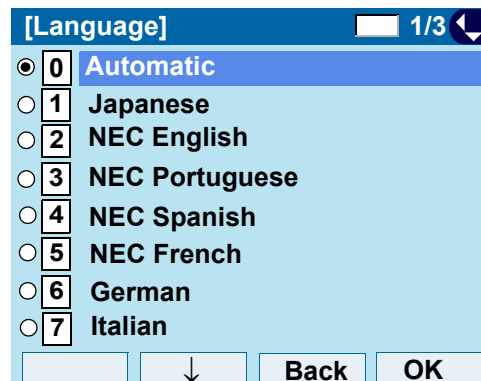 [Language] 1/3
0 Automatic
1 Japanese
2 NEC English
3 NEC Portuguese
4 NEC Spanish
5 NEC French
6 German
7 Italian
↓ Back OK